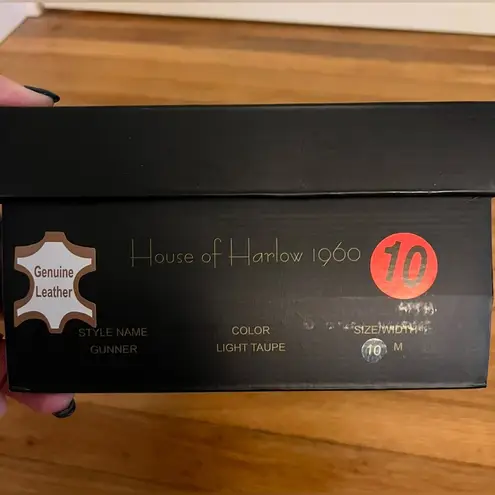 House of Harlow 1960
10
Genuine
Leather
STYLE NAME COLOR SIZE/WIDTH
GUNNER LIGHT TAUPE 10 M